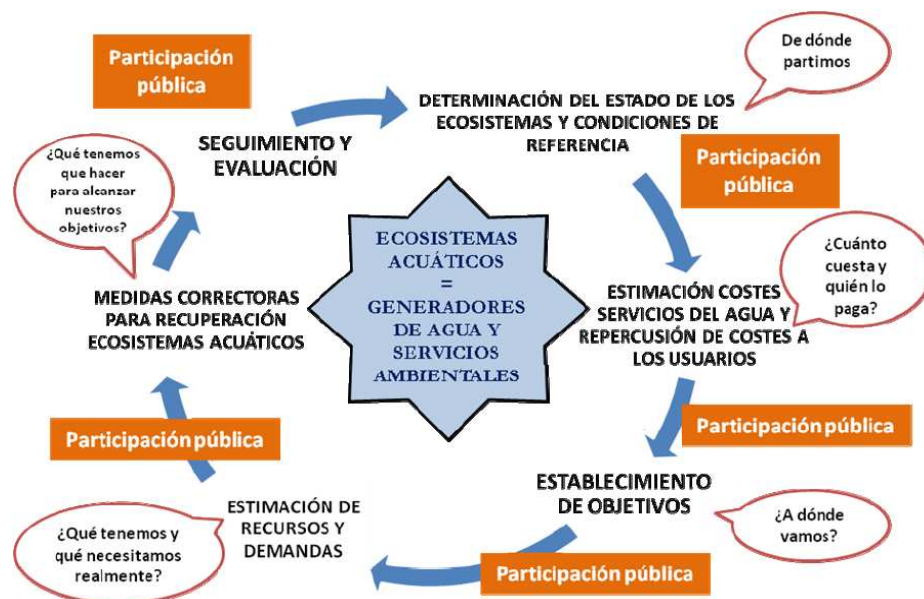 Participación
pública
De dónde
partimos
DETERMINACIÓN DEL ESTADO DE LOS
ECOSISTEMAS Y CONDICIONES DE
REFERENCIA
SEGUIMIENTO Y
EVALUACIÓN
Participación
pública
¿Qué tenemos
que hacer
para alcanzar
nuestros
objetivos?
ECOSISTEMAS
ACUÁTICOS
=
GENERADORES
DE AGUA Y
SERVICIOS
AMBIENTALES
¿Cuánto
cuesta y
quién lo
paga?
ESTIMACIÓN COSTES
SERVICIOS DEL AGUA Y
REPERCUSIÓN DE COSTES A
LOS USUARIOS
MEDIDAS CORRECTORAS
PARA RECUPERACIÓN
ECOSISTEMAS ACUÁTICOS
Participación pública
Participación pública
ESTABLECIMIENTO
DE OBJETIVOS
¿A dónde
vamos?
ESTIMACIÓN DE
RECURSOS Y
DEMANDAS
¿Qué tenemos y
qué necesitamos
realmente?
Participación pública